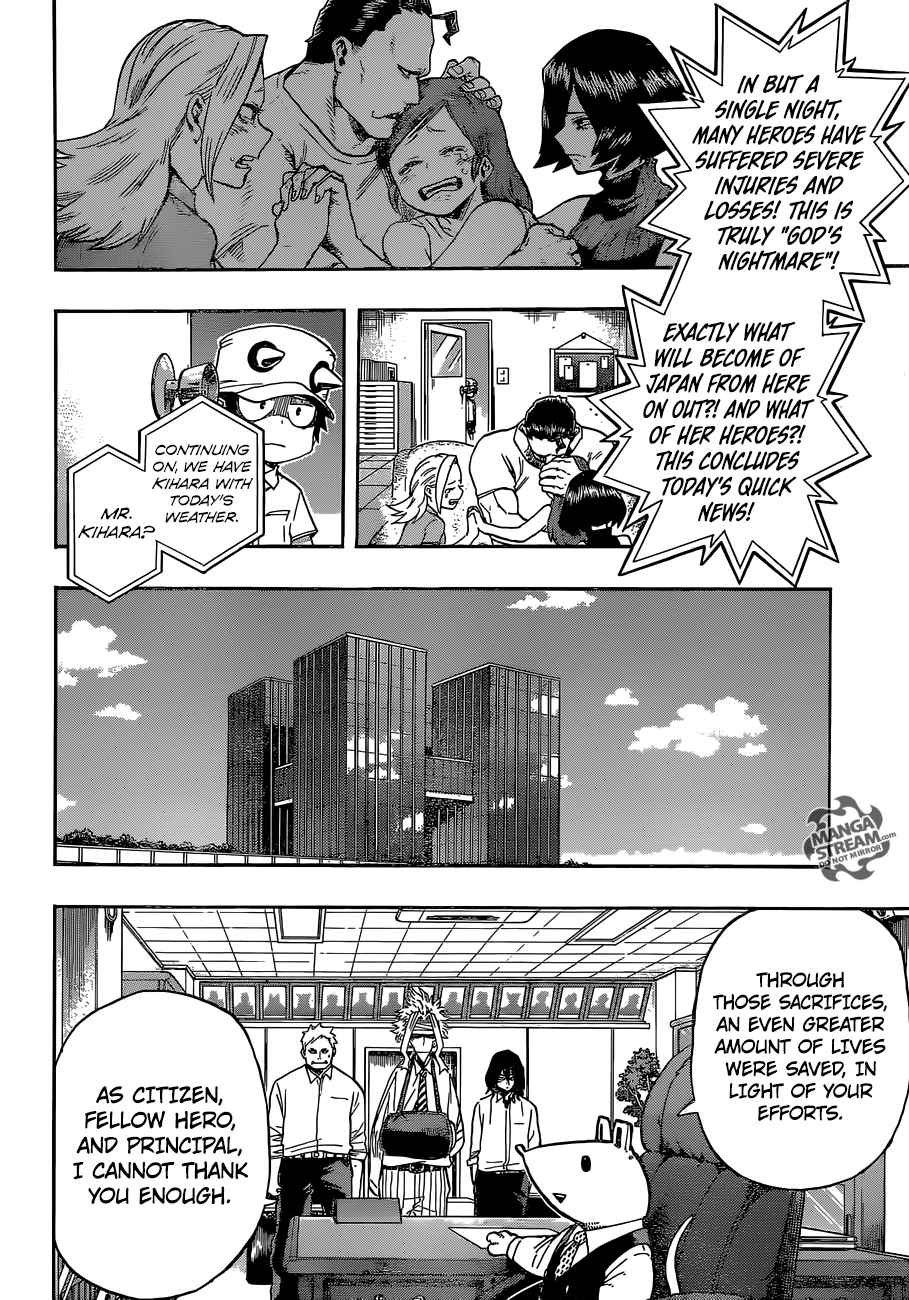 IN BUT A
SINGLE NIGHT,
MANY HEROES HAVE
SUFFERED SEVERE
INJURIES AND
LOSSES! THIS IS
TRULY "GOD'S
NIGHTMARE"!
EXACTLY WHAT
WILL BECOME OF
JAPAN FROM HERE
ON OUT?! AND WHAT
OF HER HEROES?!
THIS CONCLUDES
TODAY'S QUICK
NEWS!
CONTINUING
ON, WE HAVE
KIHARA WITH
TODAY'S
WEATHER.
MR.
KIHARA?
MANGA
STREAM.com
DO NOT MIRROR
THROUGH
THOSE SACRIFICES,
AN EVEN GREATER
AMOUNT OF LIVES
WERE SAVED, IN
LIGHT OF YOUR
EFFORTS.
AS CITIZEN,
FELLOW HERO,
AND PRINCIPAL,
I CANNOT THANK
YOU ENOUGH.